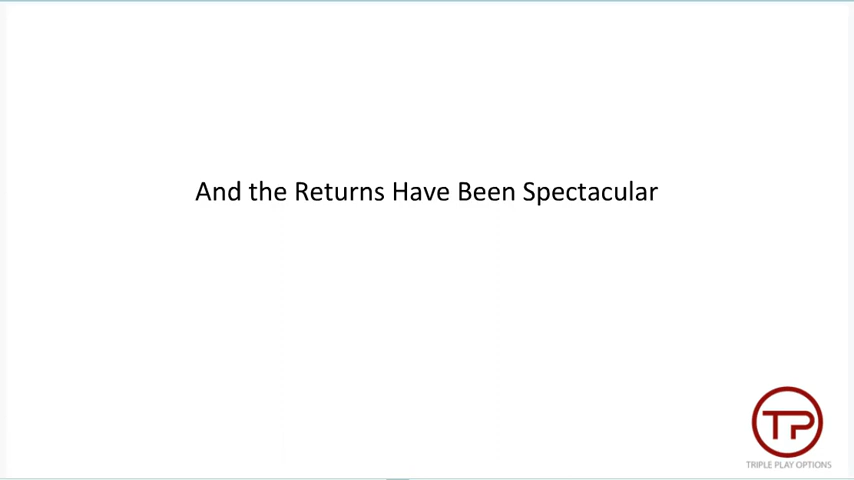 And the Returns Have Been Spectacular
TP
TRIPLE PLAY OPTIONS